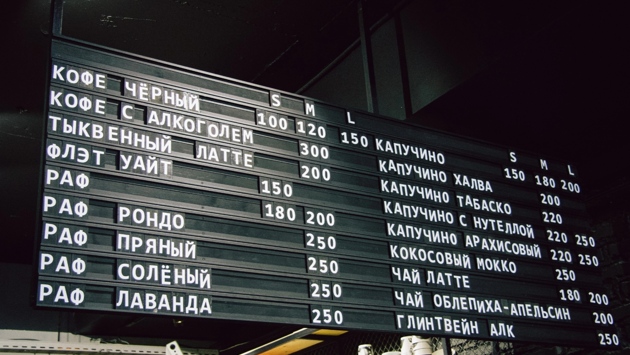 S M L
КОФЕ ЧЁРНЫЙ 100 120 150
КОФЕ С АЛКОГОЛЕМ 300
ТЫКВЕННЫЙ ЛАТТЕ 200
ФЛЭТ УАЙТ 150
РАФ 180 200
РАФ РОНДО 250
РАФ ПРЯНЫЙ 250
РАФ СОЛЁНЫЙ 250
РАФ ЛАВАНДА 250
S M L
КАПУЧИНО 150 180 200
КАПУЧИНО ХАЛВА 200
КАПУЧИНО ТАБАСКО 220
КАПУЧИНО С НУТЕЛЛОЙ 220 250
КАПУЧИНО АРАХИСОВЫЙ 220 250
КОКОСОВЫЙ МОККО 250
ЧАЙ ЛАТТЕ 180 200
ЧАЙ ОБЛЕПИХА-АПЕЛЬСИН 200
ГЛИНТВЕЙН АЛК 250